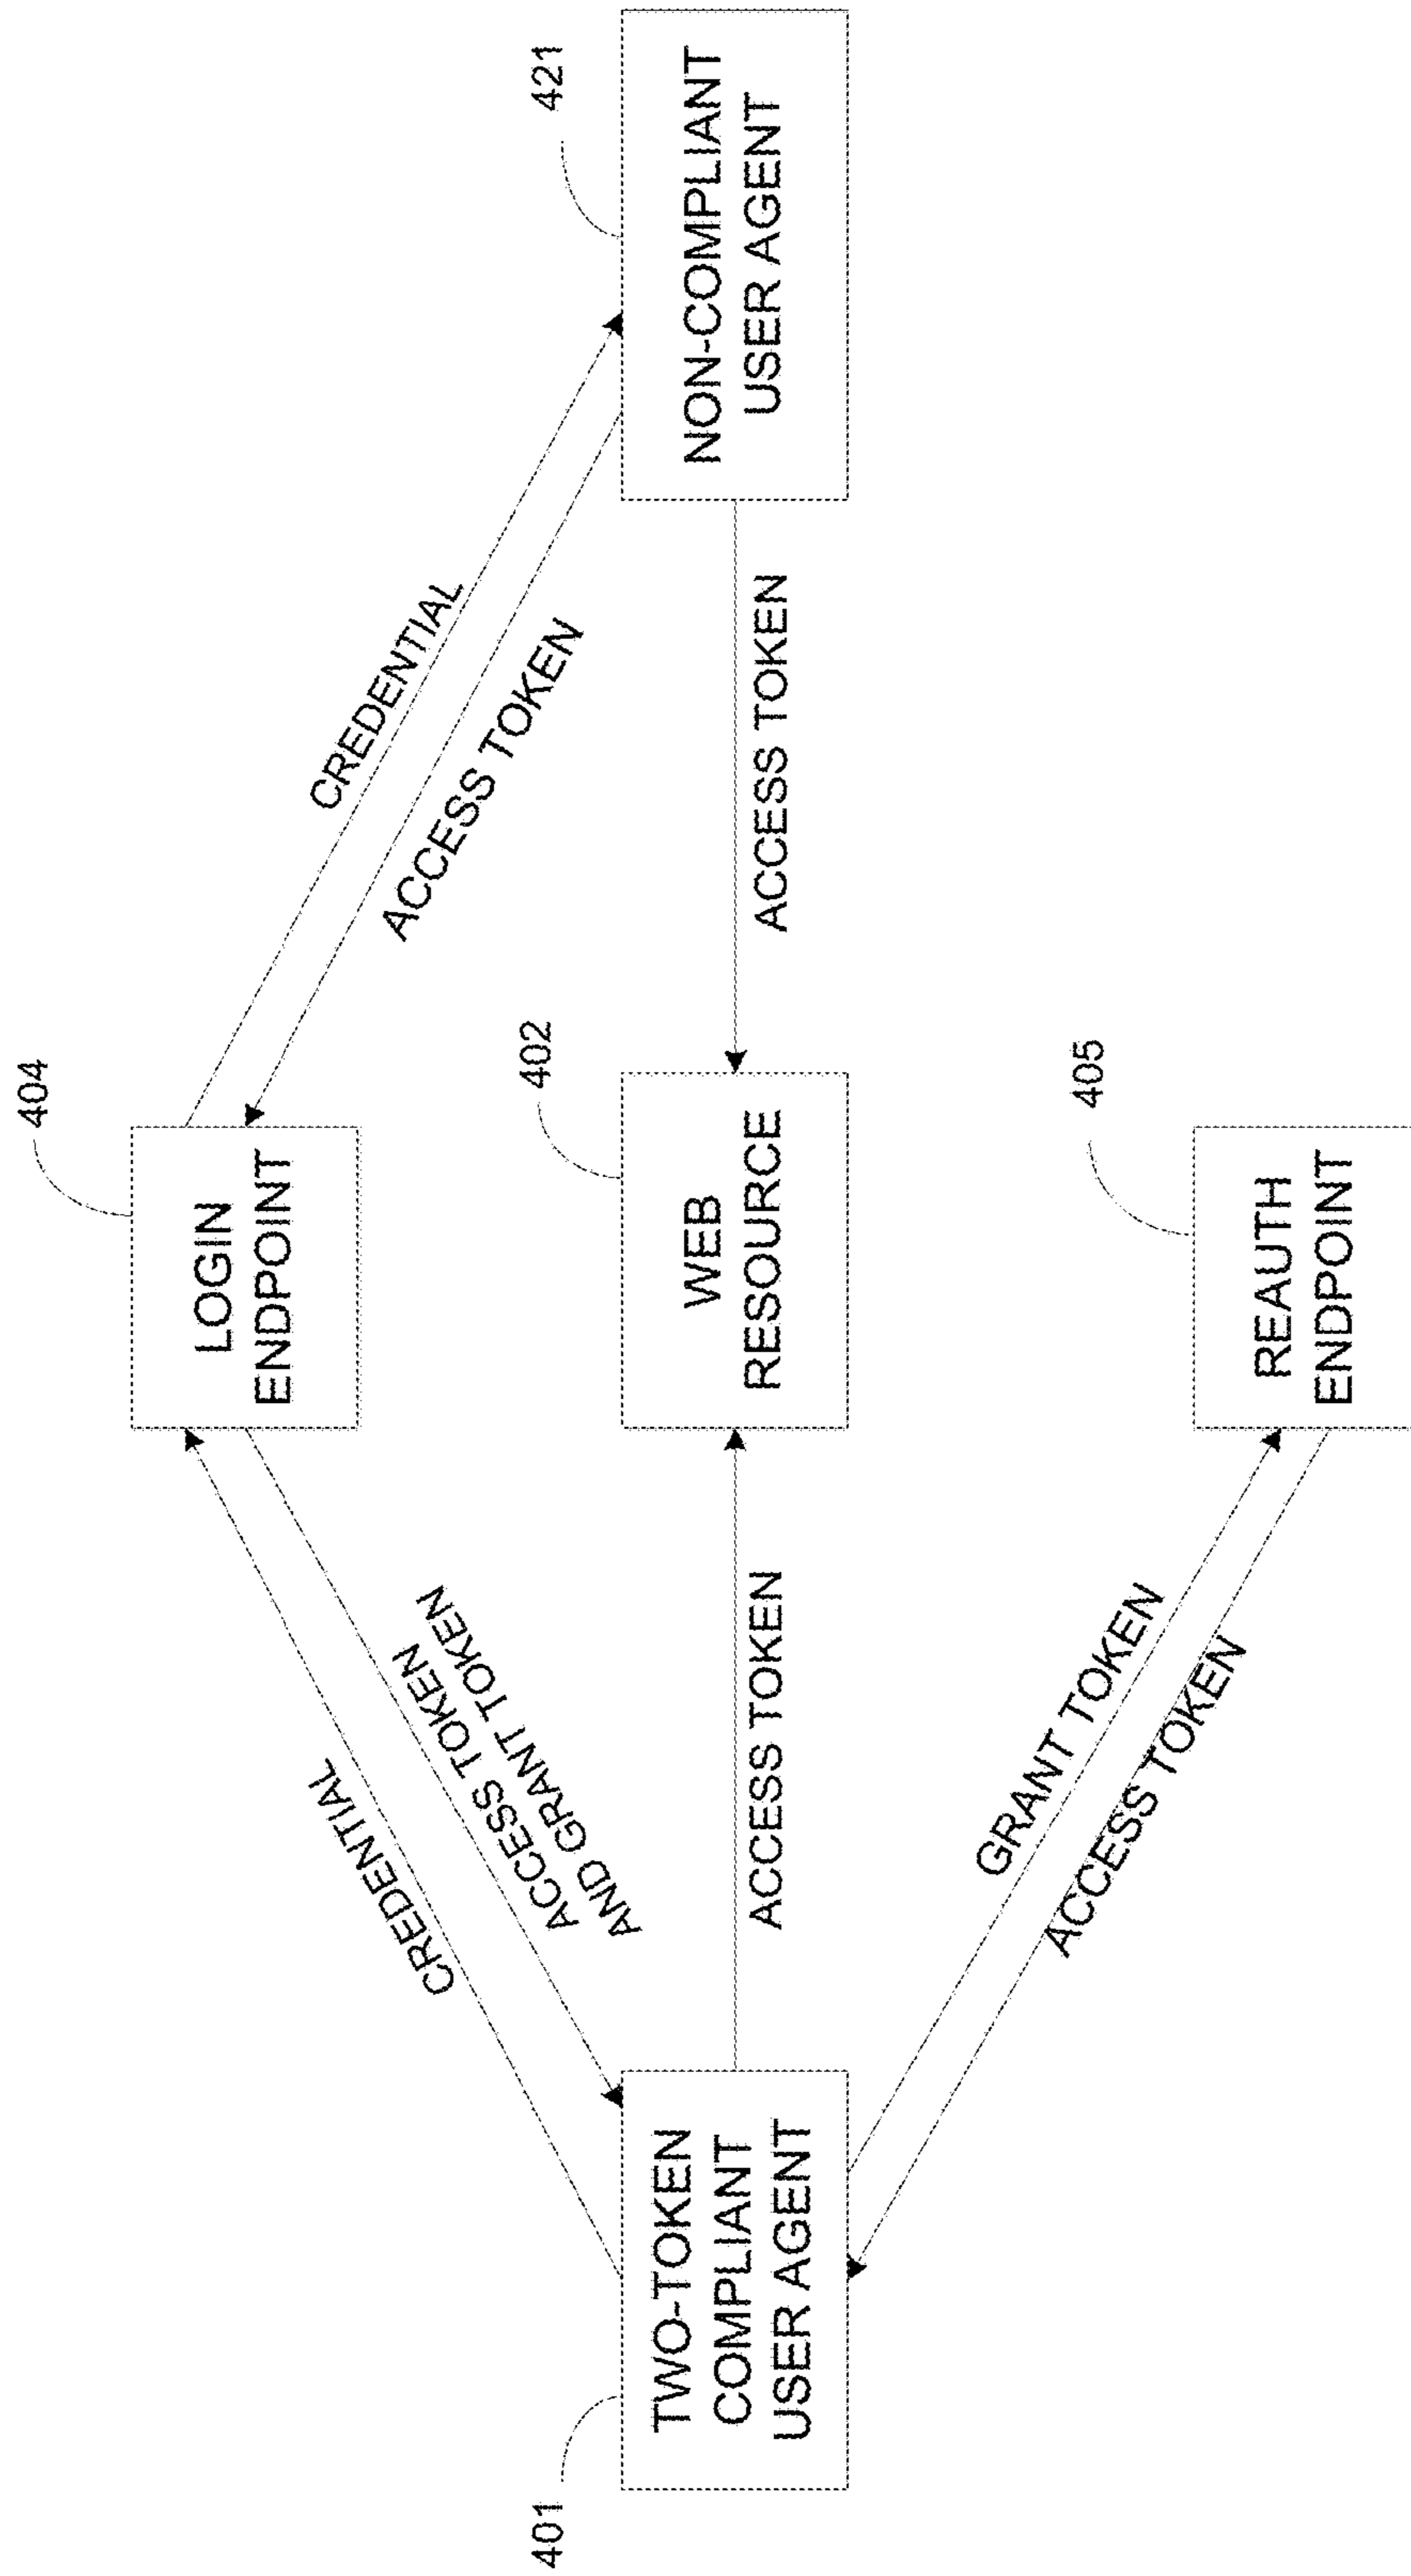 404
LOGIN
ENDPOINT
CREDENTIAL
ACCESS TOKEN
AND GRANT TOKEN
CREDENTIAL
ACCESS TOKEN
401
TWO-TOKEN
COMPLIANT
USER AGENT
ACCESS TOKEN
402
WEB
RESOURCE
ACCESS TOKEN
421
NON-COMPLIANT
USER AGENT
GRANT TOKEN
ACCESS TOKEN
405
REAUTH
ENDPOINT